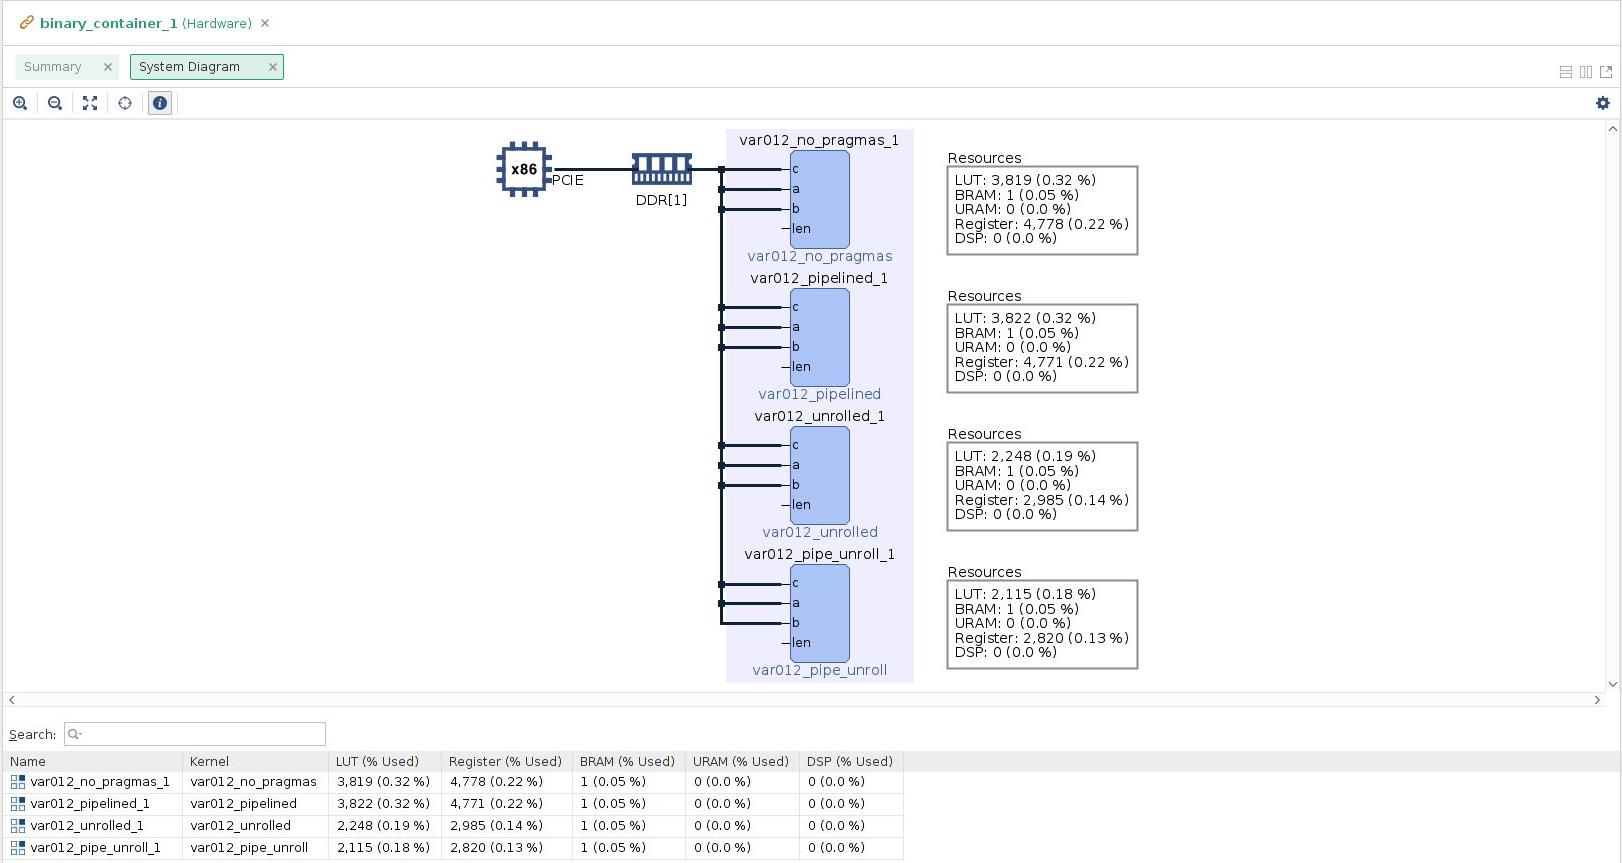 binary_container_1 (Hardware) ×
Summary × System Diagram ×
x86
PCIE
DDR[1]
var012_no_pragmas_1
c
a
b
len
var012_no_pragmas
Resources
LUT: 3,819 (0.32 %)
BRAM: 1 (0.05 %)
URAM: 0 (0.0 %)
Register: 4,778 (0.22 %)
DSP: 0 (0.0 %)
var012_pipelined_1
c
a
b
len
var012_pipelined
Resources
LUT: 3,822 (0.32 %)
BRAM: 1 (0.05 %)
URAM: 0 (0.0 %)
Register: 4,771 (0.22 %)
DSP: 0 (0.0 %)
var012_unrolled_1
c
a
b
len
var012_unrolled
Resources
LUT: 2,248 (0.19 %)
BRAM: 1 (0.05 %)
URAM: 0 (0.0 %)
Register: 2,985 (0.14 %)
DSP: 0 (0.0 %)
var012_pipe_unroll_1
c
a
b
len
var012_pipe_unroll
Resources
LUT: 2,115 (0.18 %)
BRAM: 1 (0.05 %)
URAM: 0 (0.0 %)
Register: 2,820 (0.13 %)
DSP: 0 (0.0 %)
Search:
Name Kernel LUT (% Used) Register (% Used) BRAM (% Used) URAM (% Used) DSP (% Used)
var012_no_pragmas_1 var012_no_pragmas 3,819 (0.32 %) 4,778 (0.22 %) 1 (0.05 %) 0 (0.0 %) 0 (0.0 %)
var012_pipelined_1 var012_pipelined 3,822 (0.32 %) 4,771 (0.22 %) 1 (0.05 %) 0 (0.0 %) 0 (0.0 %)
var012_unrolled_1 var012_unrolled 2,248 (0.19 %) 2,985 (0.14 %) 1 (0.05 %) 0 (0.0 %) 0 (0.0 %)
var012_pipe_unroll_1 var012_pipe_unroll 2,115 (0.18 %) 2,820 (0.13 %) 1 (0.05 %) 0 (0.0 %) 0 (0.0 %)